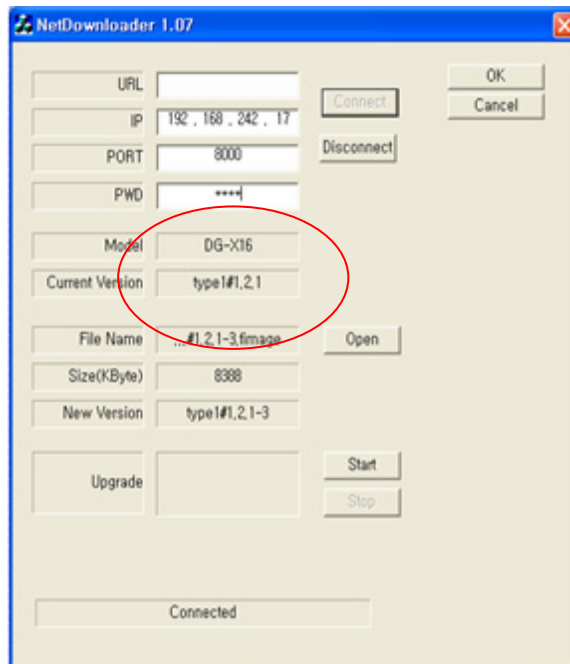 NetDownloader 1.07
URL
OK
Connect
IP 192 . 168 . 242 . 17
Cancel
PORT 8000
Disconnect
PWD ****
Model DG-X16
Current Version type1#1,2,1
File Name ...#1,2,1-3,fimage Open
Size(KByte) 8388
New Version type1#1,2,1-3
Upgrade
Start
Stop
Connected